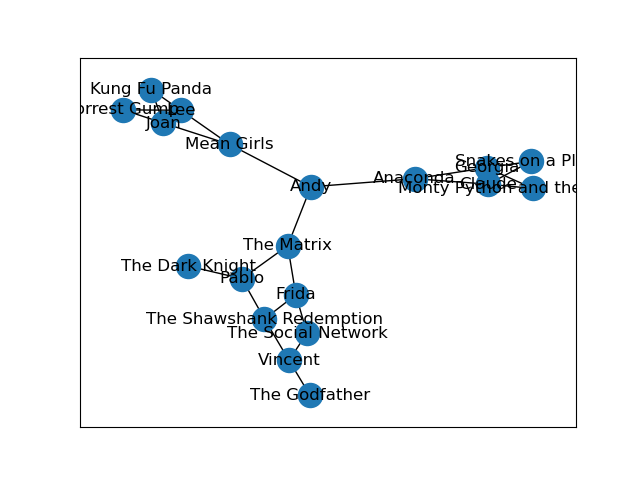 Kung Fu Panda
orrest Gump
Lee
Joan
Mean Girls
Snakes on a Pl
Georgia
Anaconda
Claude
Monty Python and the
Andy
The Matrix
The Dark Knight
Pablo
Frida
The Shawshank Redemption
The Social Network
Vincent
The Godfather